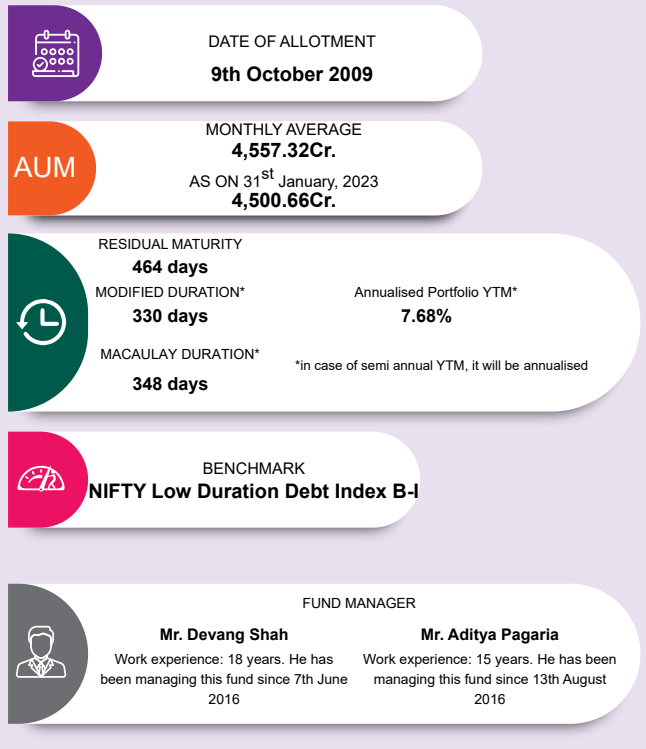 DATE OF ALLOTMENT
9th October 2009
AUM
MONTHLY AVERAGE
4,557.32Cr.
AS ON 31st January, 2023
4,500.66Cr.
RESIDUAL MATURITY
464 days
MODIFIED DURATION*
330 days
MACAULAY DURATION*
348 days
Annualised Portfolio YTM*
7.68%
*in case of semi annual YTM, it will be annualised
BENCHMARK
NIFTY Low Duration Debt Index B-I
FUND MANAGER
Mr. Devang Shah
Work experience: 18 years. He has
been managing this fund since 7th June
2016
Mr. Aditya Pagaria
Work experience: 15 years. He has been
managing this fund since 13th August
2016